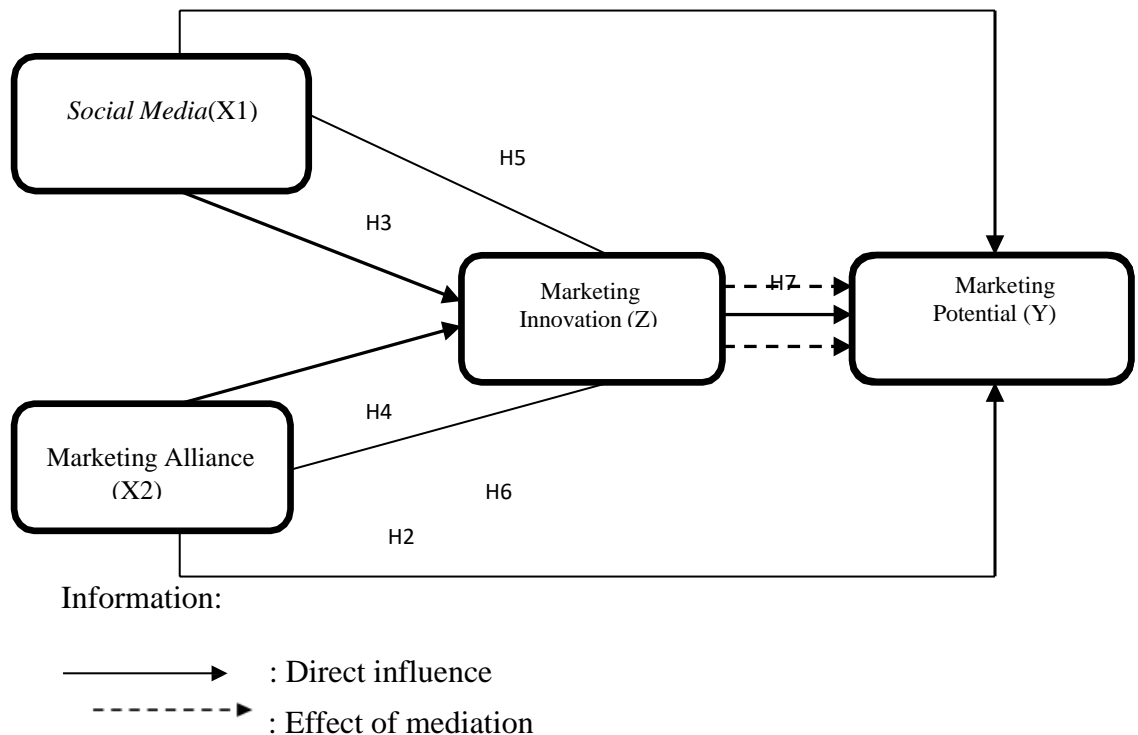 Social Media(X1)
H5
H3
Marketing
Innovation (Z)
H7
Marketing
Potential (Y)
H4
Marketing Alliance
(X2)
H6
H2
Information:
: Direct influence
: Effect of mediation